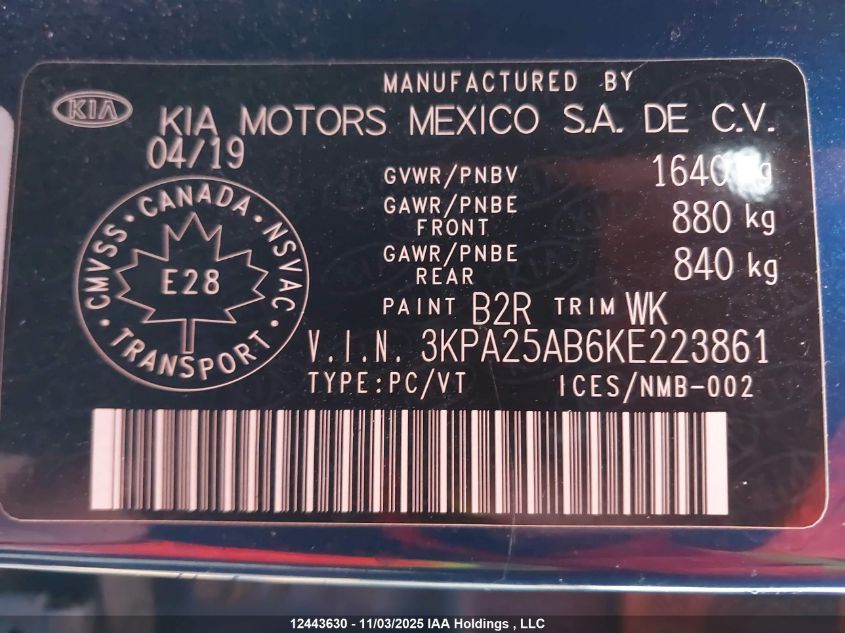 MANUFACTURED BY
KIA
KIA MOTORS MEXICO S.A. DE C.V.
04/19
GVWR/PNBV 1640 kg
GAWR/PNBE FRONT 880 kg
GAWR/PNBE REAR 840 kg
CMVSS · CANADA · NSVAC
E28
TRANSPORT
PAINT B2R TRIM WK
V.I.N. 3KPA25AB6KE223861
TYPE:PC/VT ICES/NMB-002
12443630 - 11/03/2025 IAA Holdings , LLC